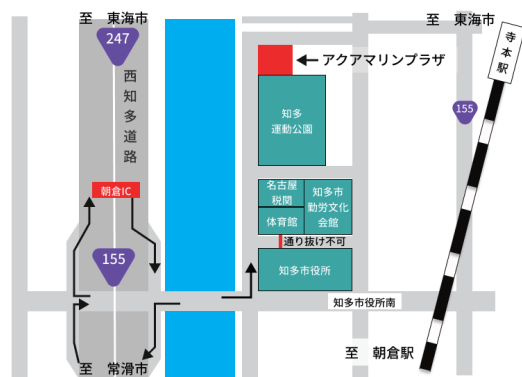 至 東海市
247
西知多道路
朝倉IC
155
至 常滑市
至 東海市
アクアマリンプラザ
寺本駅
155
知多
運動公園
名古屋
税関
体育館
知多市
勤労文化
会館
通り抜け不可
知多市役所
知多市役所南
至 朝倉駅